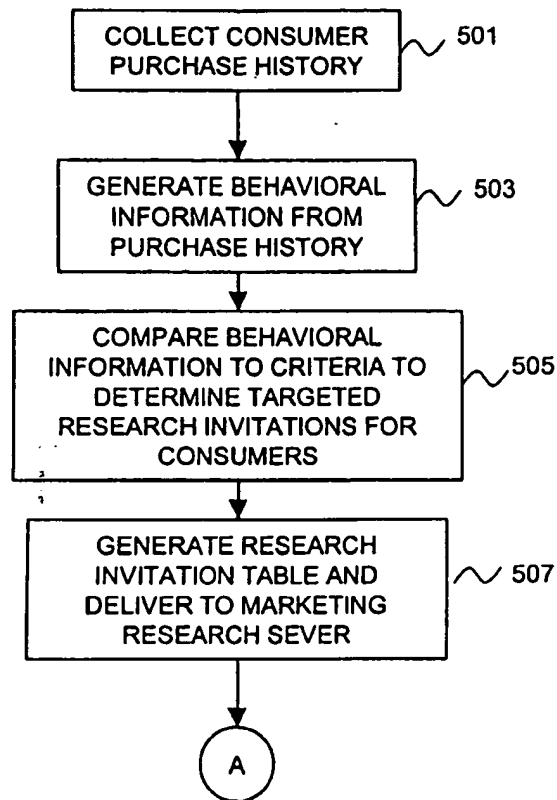 COLLECT CONSUMER
PURCHASE HISTORY
501
GENERATE BEHAVIORAL
INFORMATION FROM
PURCHASE HISTORY
503
COMPARE BEHAVIORAL
INFORMATION TO CRITERIA TO
DETERMINE TARGETED
RESEARCH INVITATIONS FOR
CONSUMERS
505
GENERATE RESEARCH
INVITATION TABLE AND
DELIVER TO MARKETING
RESEARCH SEVER
507
A